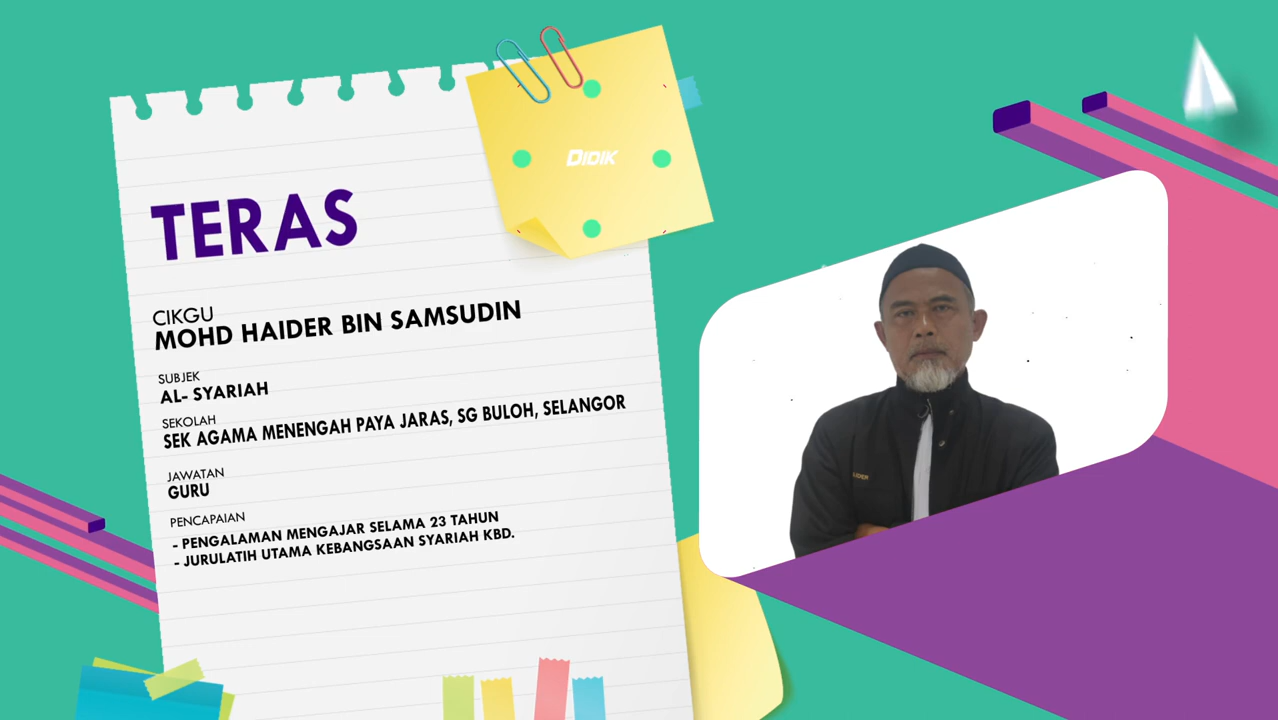 DIDIK
TERAS
CIKGU
MOHD HAIDER BIN SAMSUDIN
SUBJEK
AL- SYARIAH
SEKOLAH
SEK AGAMA MENENGAH PAYA JARAS, SG BULOH, SELANGOR
JAWATAN
GURU
PENCAPAIAN
- PENGALAMAN MENGAJAR SELAMA 23 TAHUN
- JURULATIH UTAMA KEBANGSAAN SYARIAH KBD.